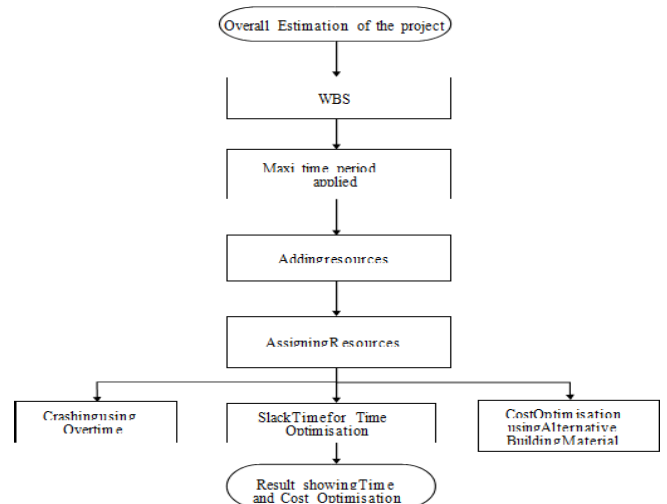 Overall Estimation of the project
WBS
Maxi time period
applied
Addingresources
AssigningResources
Crashingusing
Overtime
SlackTimefor Time
Optimisation
CostOptimisation
usingAlternative
BuildingMaterial
Result showingTime
and Cost Optimisation